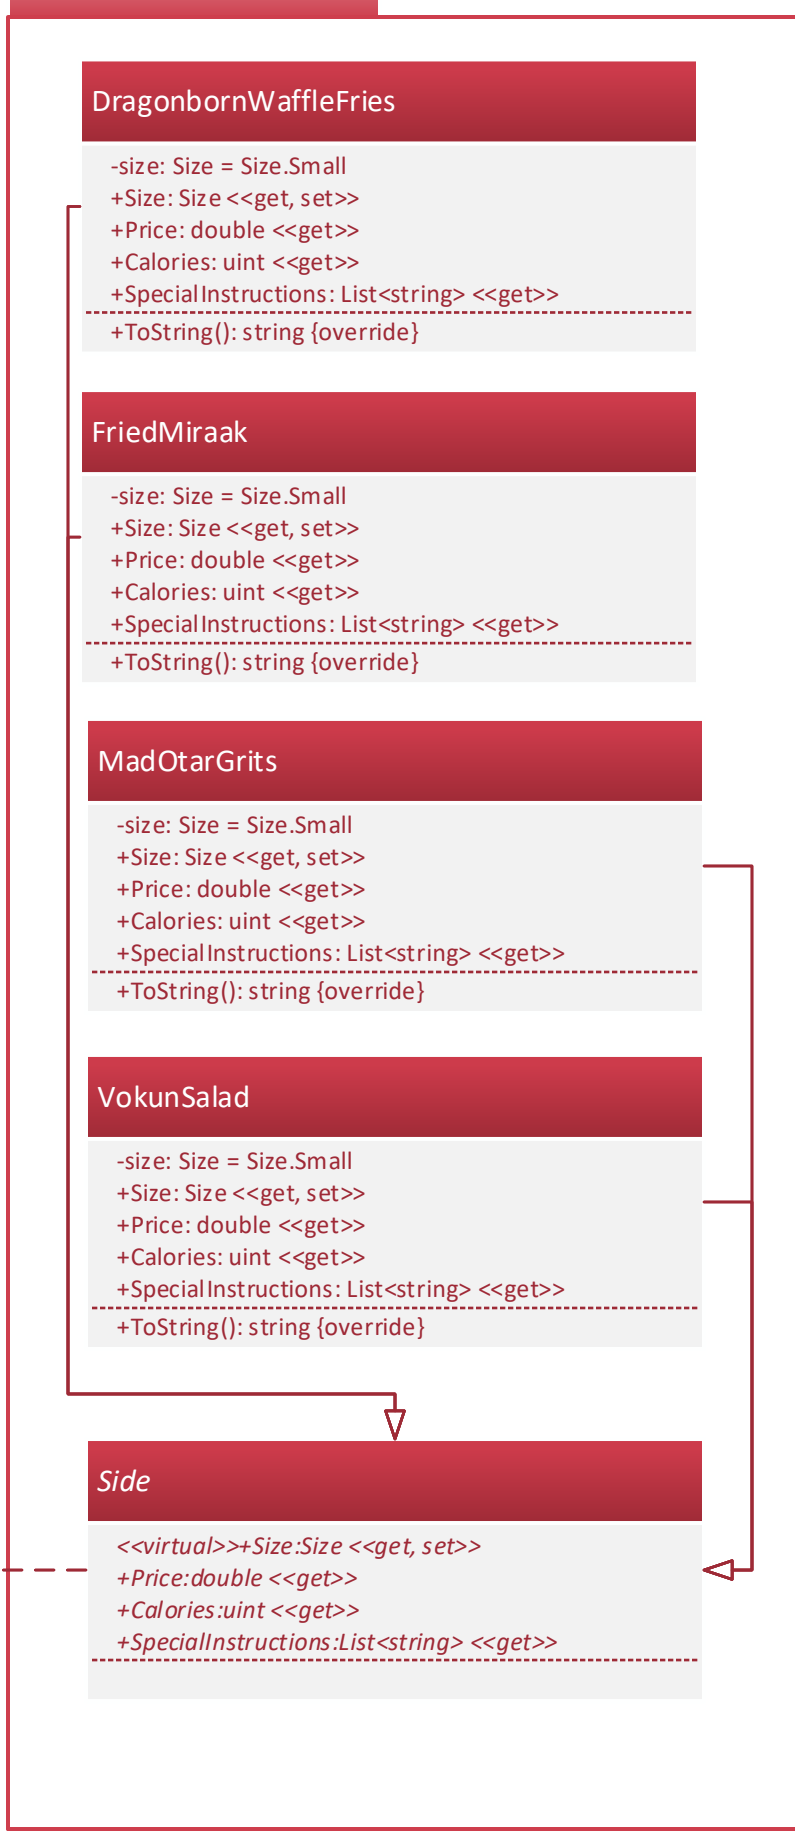 DragonbornWaffleFries
-size: Size = Size.Small
+Size: Size <<get, set>>
+Price: double <<get>>
+Calories: uint <<get>>
+SpecialInstructions: List<string> <<get>>
+ToString(): string {override}
FriedMiraak
-size: Size = Size.Small
+Size: Size <<get, set>>
+Price: double <<get>>
+Calories: uint <<get>>
+SpecialInstructions: List<string> <<get>>
+ToString(): string {override}
MadOtarGrits
-size: Size = Size.Small
+Size: Size <<get, set>>
+Price: double <<get>>
+Calories: uint <<get>>
+SpecialInstructions: List<string> <<get>>
+ToString(): string {override}
VokunSalad
-size: Size = Size.Small
+Size: Size <<get, set>>
+Price: double <<get>>
+Calories: uint <<get>>
+SpecialInstructions: List<string> <<get>>
+ToString(): string {override}
Side
<<virtual>>+Size:Size <<get, set>>
+Price:double <<get>>
+Calories:uint <<get>>
+SpecialInstructions:List<string> <<get>>